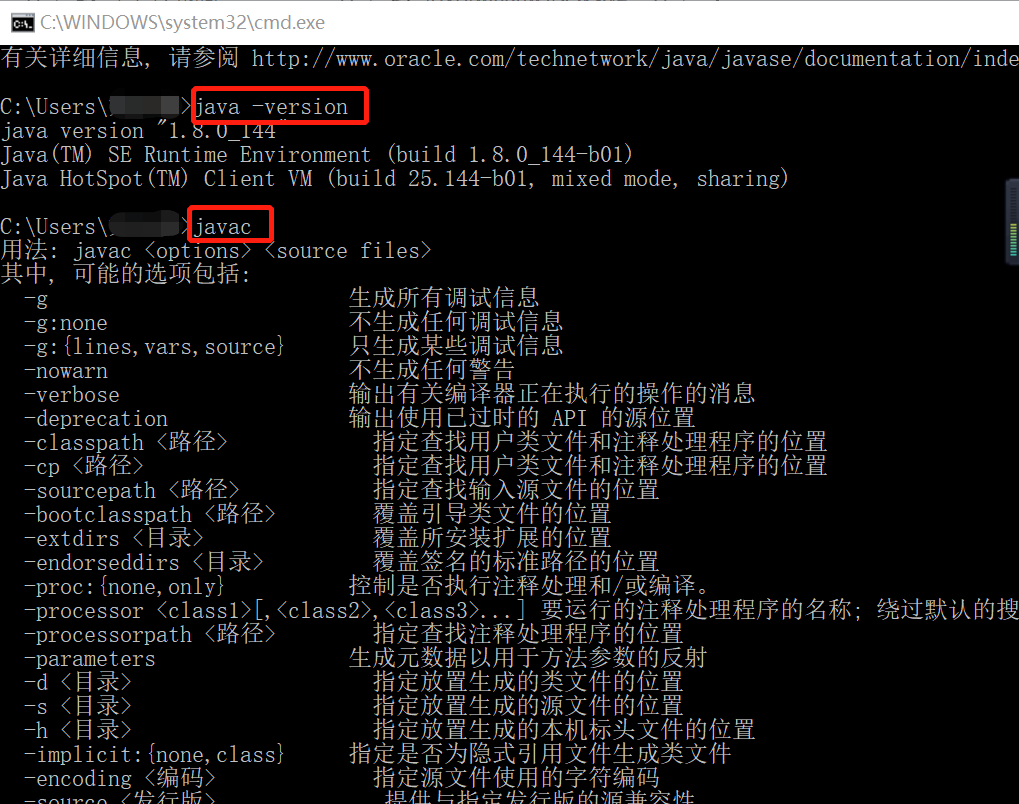 C:\WINDOWS\system32\cmd.exe
有关详细信息, 请参阅 http://www.oracle.com/technetwork/java/javase/documentation/inde
C:\Users\ >java -version
java version "1.8.0_144"
Java(TM) SE Runtime Environment (build 1.8.0_144-b01)
Java HotSpot(TM) Client VM (build 25.144-b01, mixed mode, sharing)
C:\Users\ >javac
用法: javac <options> <source files>
其中, 可能的选项包括:
-g 生成所有调试信息
-g:none 不生成任何调试信息
-g:{lines,vars,source} 只生成某些调试信息
-nowarn 不生成任何警告
-verbose 输出有关编译器正在执行的操作的消息
-deprecation 输出使用已过时的 API 的源位置
-classpath <路径> 指定查找用户类文件和注释处理程序的位置
-cp <路径> 指定查找用户类文件和注释处理程序的位置
-sourcepath <路径> 指定查找输入源文件的位置
-bootclasspath <路径> 覆盖引导类文件的位置
-extdirs <目录> 覆盖所安装扩展的位置
-endorseddirs <目录> 覆盖签名的标准路径的位置
-proc:{none,only} 控制是否执行注释处理和/或编译。
-processor <class1>[,<class2>,<class3>...] 要运行的注释处理程序的名称; 绕过默认的搜
-processorpath <路径> 指定查找注释处理程序的位置
-parameters 生成元数据以用于方法参数的反射
-d <目录> 指定放置生成的类文件的位置
-s <目录> 指定放置生成的源文件的位置
-h <目录> 指定放置生成的本机标头文件的位置
-implicit:{none,class} 指定是否为隐式引用文件生成类文件
-encoding <编码> 指定源文件使用的字符编码
-source <发行版> 提供与指定发行版的源兼容性